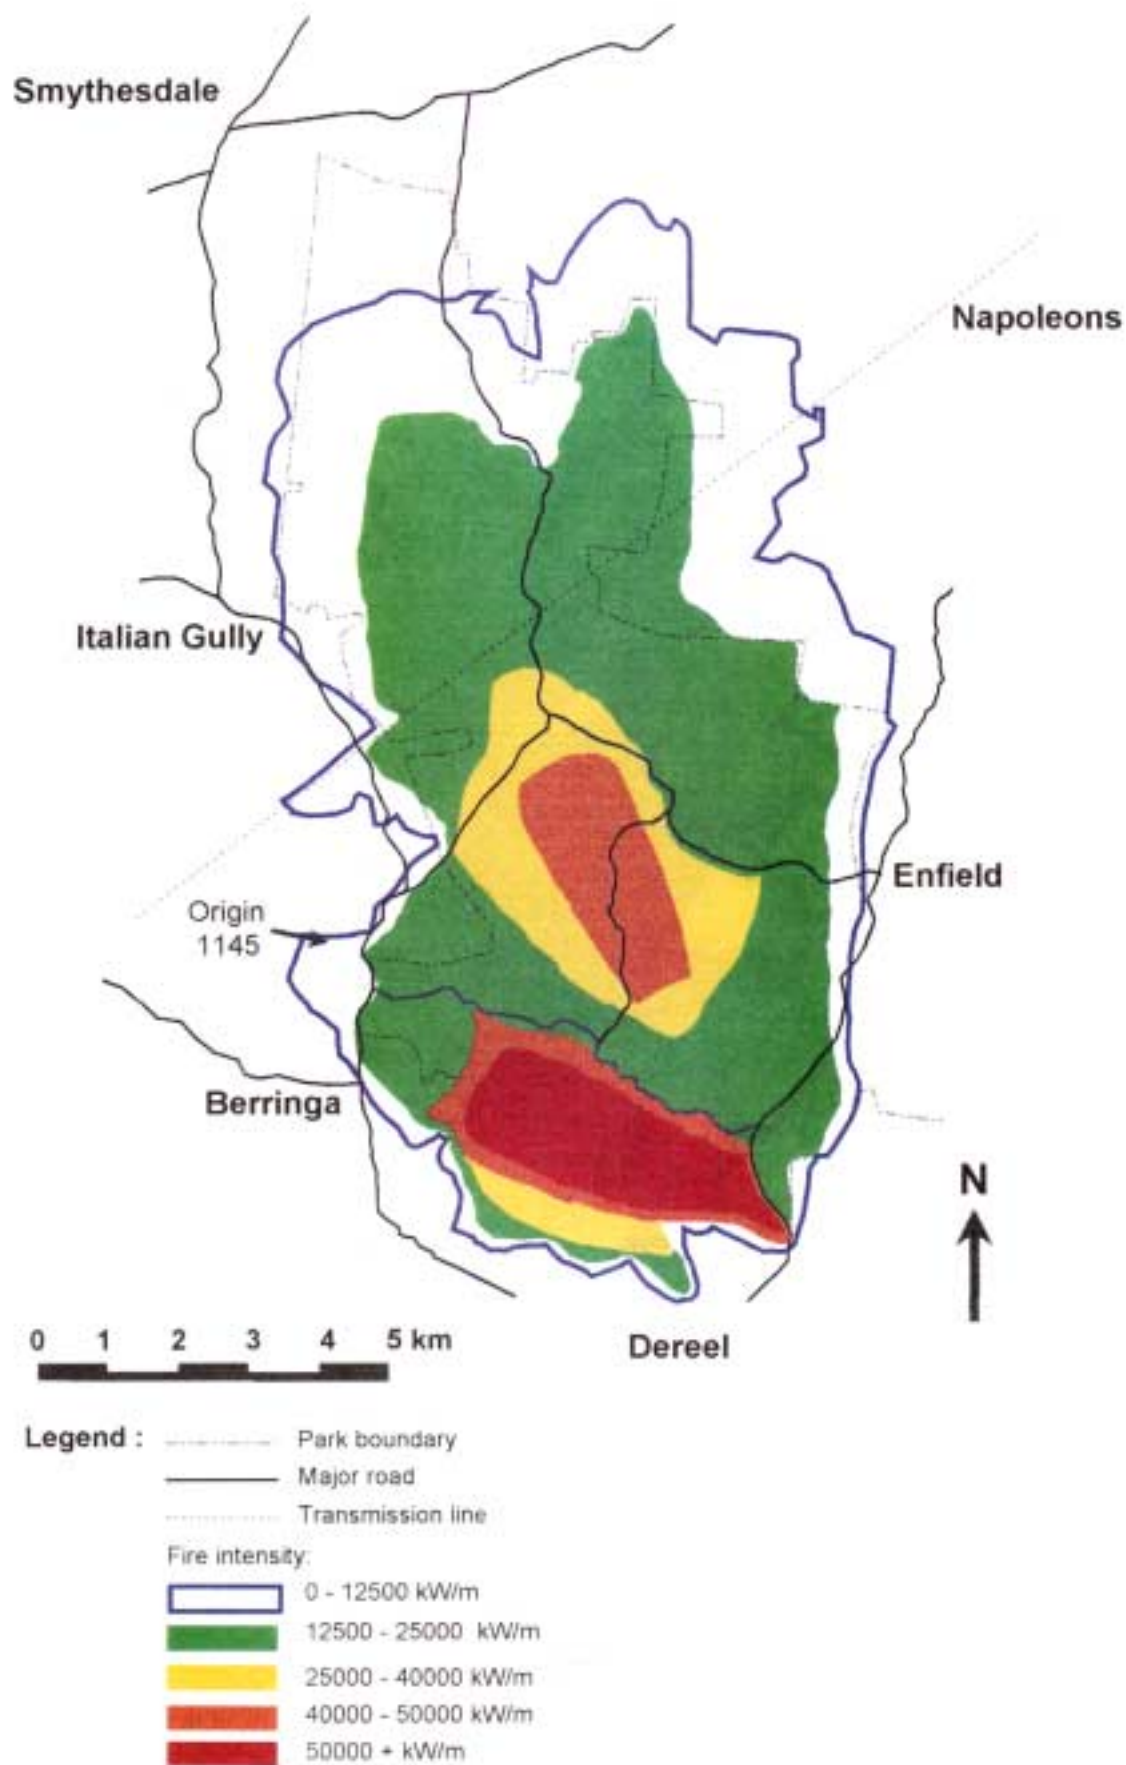 Smythesdale
Napoleons
Italian Gully
Enfield
Origin
1145
Berringa
N
Dereel
0 1 2 3 4 5 km
Legend :
Park boundary
Major road
Transmission line
Fire intensity:
0 - 12500 kW/m
12500 - 25000 kW/m
25000 - 40000 kW/m
40000 - 50000 kW/m
50000 + kW/m